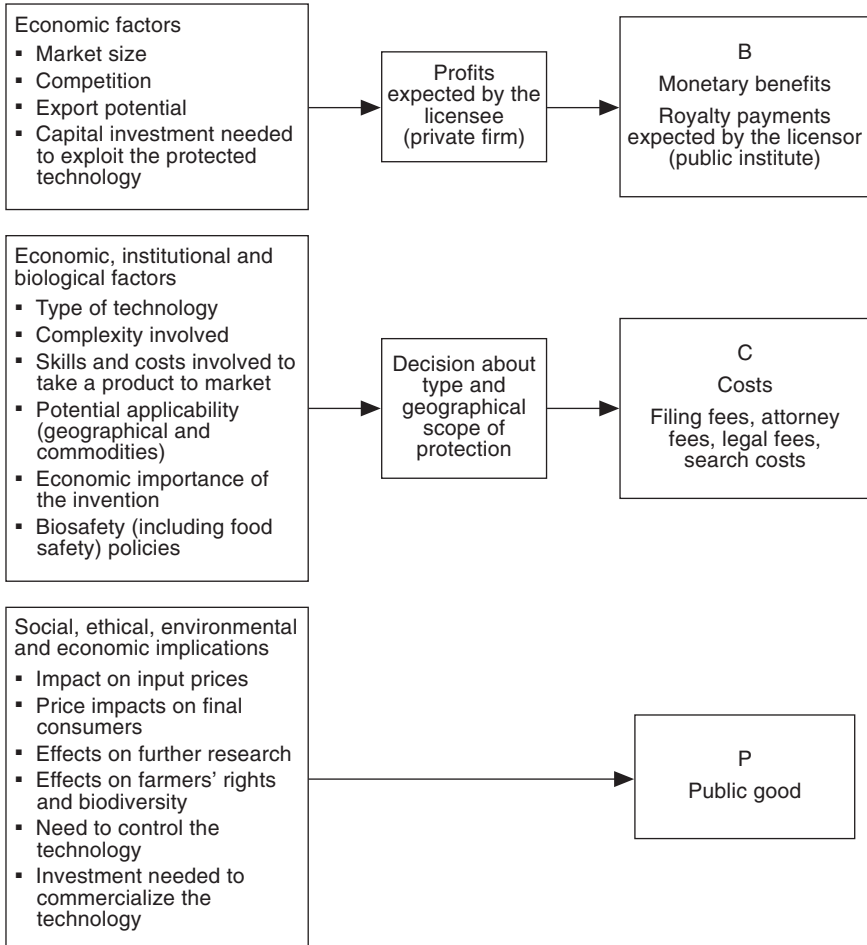 Economic factors
▪ Market size
▪ Competition
▪ Export potential
▪ Capital investment needed
to exploit the protected
technology
Profits
expected by the
licensee
(private firm)
B
Monetary benefits
Royalty payments
expected by the licensor
(public institute)
Economic, institutional and
biological factors
▪ Type of technology
▪ Complexity involved
▪ Skills and costs involved to
take a product to market
▪ Potential applicability
(geographical and
commodities)
▪ Economic importance of
the invention
▪ Biosafety (including food
safety) policies
Decision about
type and
geographical
scope of
protection
C
Costs
Filing fees, attorney
fees, legal fees,
search costs
Social, ethical, environmental
and economic implications
▪ Impact on input prices
▪ Price impacts on final
consumers
▪ Effects on further research
▪ Effects on farmers’ rights
and biodiversity
▪ Need to control the
technology
▪ Investment needed to
commercialize the
technology
P
Public good